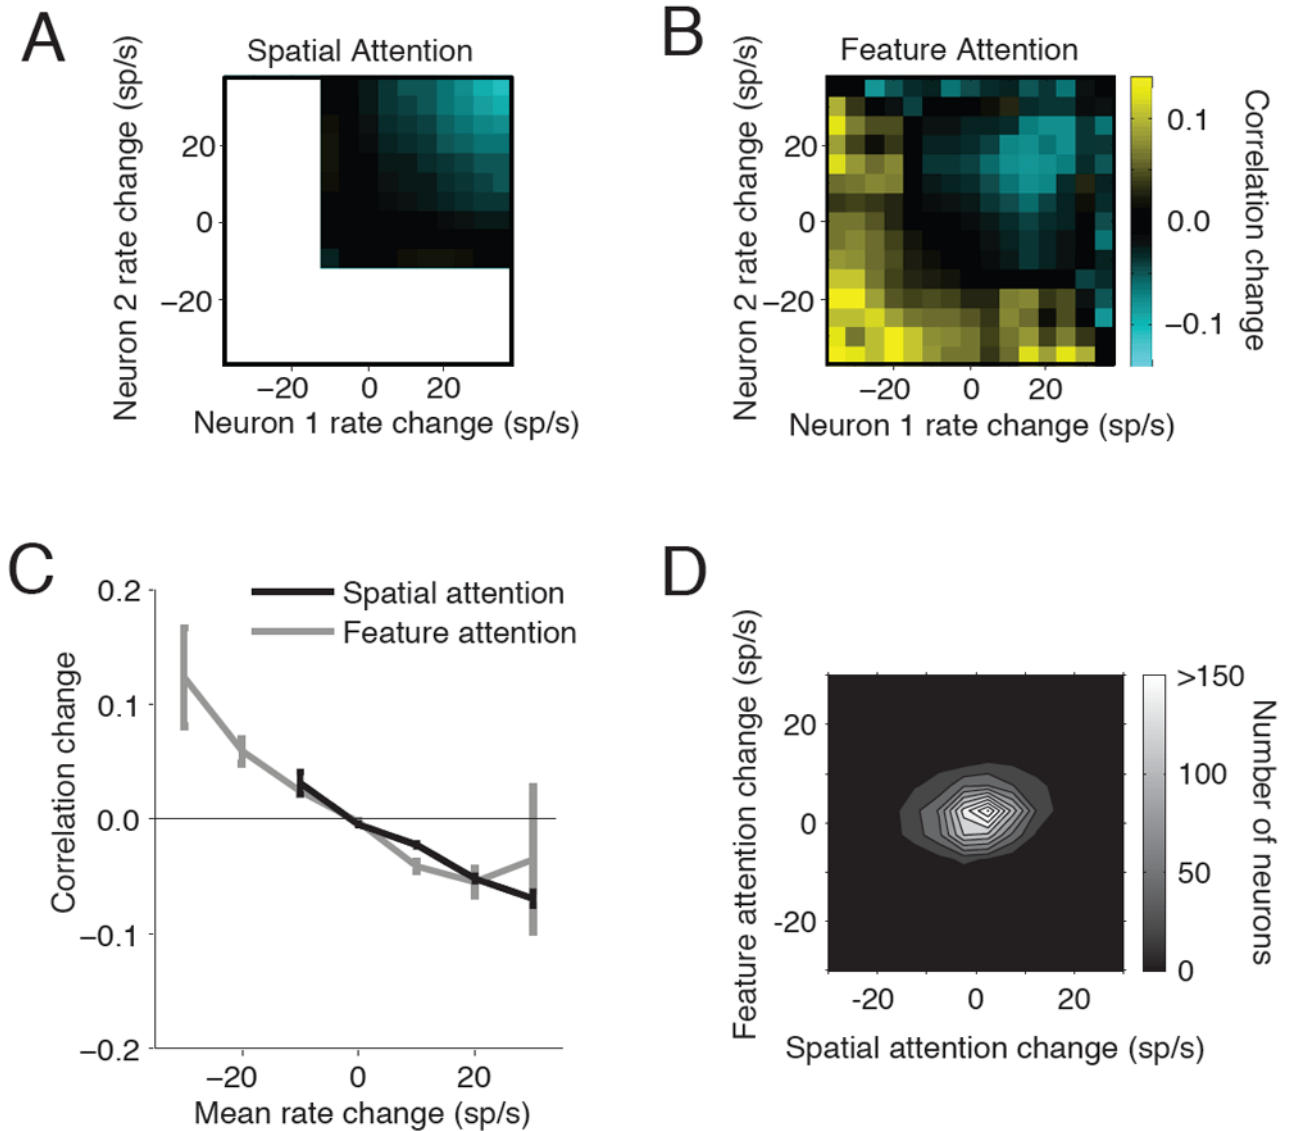 A
Spatial Attention
Neuron 2 rate change (sp/s)
20
0
−20
−20
0
20
Neuron 1 rate change (sp/s)
B
Feature Attention
Neuron 2 rate change (sp/s)
20
0
−20
−20
0
20
Neuron 1 rate change (sp/s)
0.1
0.0
−0.1
Correlation change
C
Spatial attention
Feature attention
Correlation change
0.2
0.1
0.0
−0.1
−0.2
−20
0
20
Mean rate change (sp/s)
D
Feature attention change (sp/s)
20
0
-20
-20
0
20
Spatial attention change (sp/s)
>150
100
50
0
Number of neurons